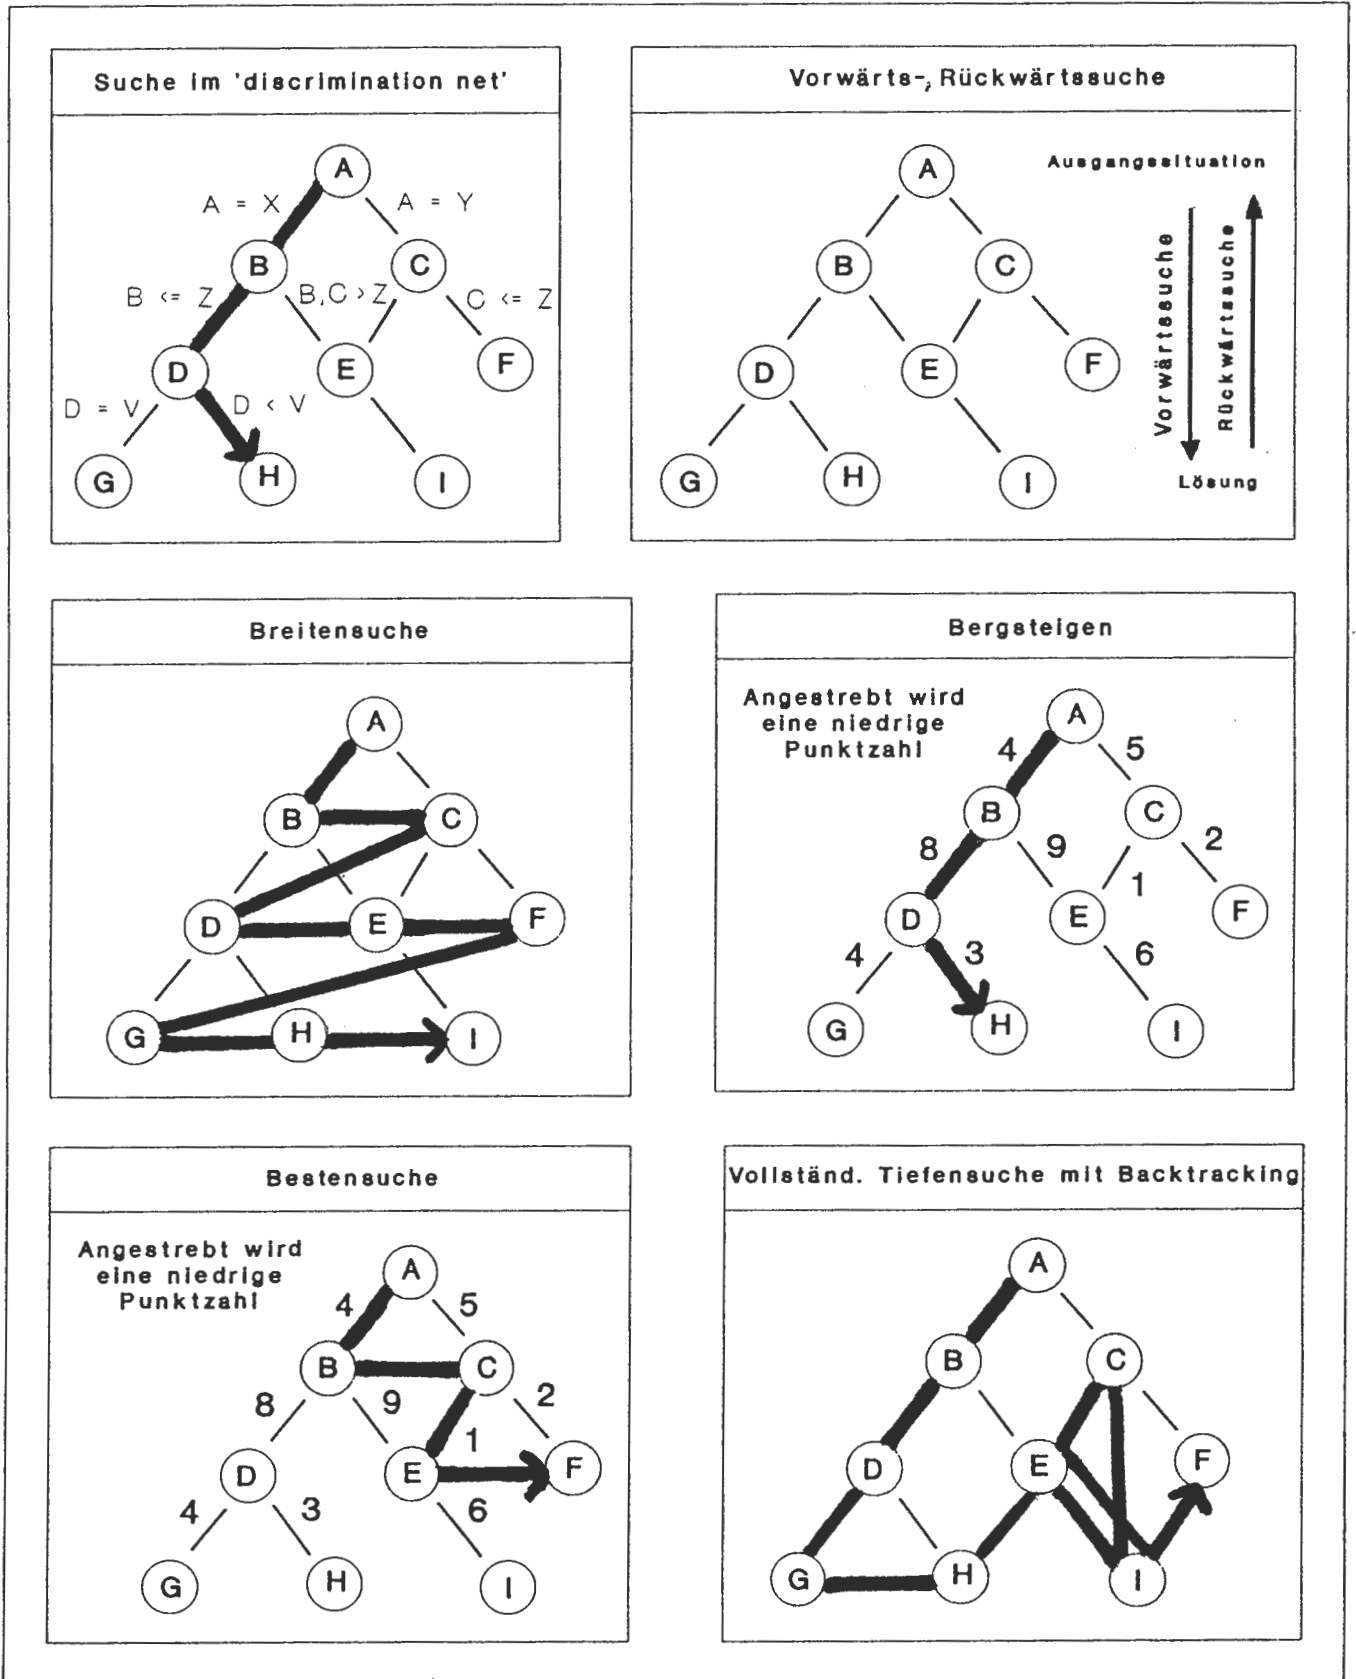 Suche im 'discrimination net'
A
A = X
A = Y
B
C
B <= Z
B,C > Z
C <= Z
D
E
F
D = V
D < V
G
H
I
Vorwärts-, Rückwärtssuche
A
Ausgangssituation
B
C
Vorwärtssuche
Rückwärtssuche
D
E
F
G
H
I
Lösung
Breitensuche
A
B
C
D
E
F
G
H
I
Bergsteigen
Angestrebt wird
eine niedrige
Punktzahl
A
4
5
B
C
8
9
1
2
D
E
F
4
3
6
G
H
I
Bestensuche
Angestrebt wird
eine niedrige
Punktzahl
A
4
5
B
C
8
9
1
2
D
E
F
4
3
6
G
H
I
Vollständ. Tiefensuche mit Backtracking
A
B
C
D
E
F
G
H
I